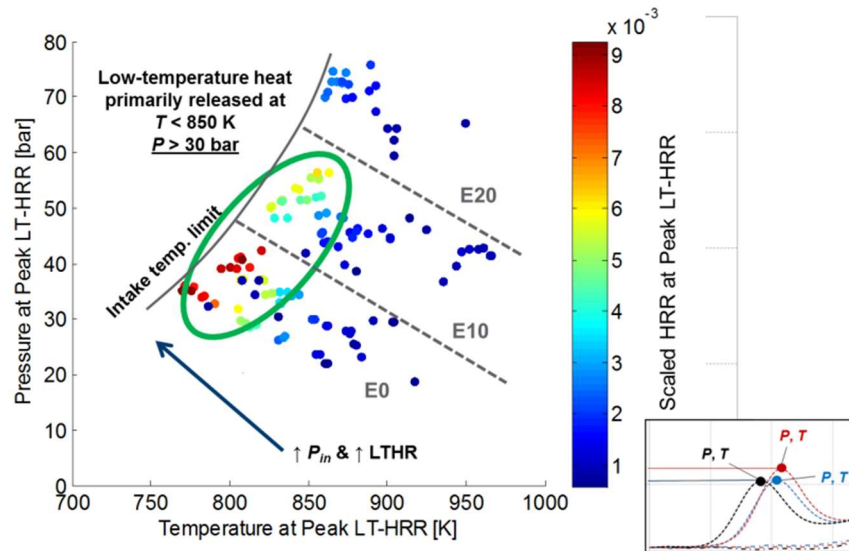 x 10⁻³
80
70
60
50
40
30
20
10
0
Pressure at Peak LT-HRR [bar]
Low-temperature heat
primarily released at
T < 850 K
P > 30 bar
Intake temp. limit
E20
E10
E0
↑ P_in & ↑ LTHR
700
750
800
850
900
950
1000
Temperature at Peak LT-HRR [K]
9
8
7
6
5
4
3
2
1
Scaled HRR at Peak LT-HRR
P, T
P, T
P, T